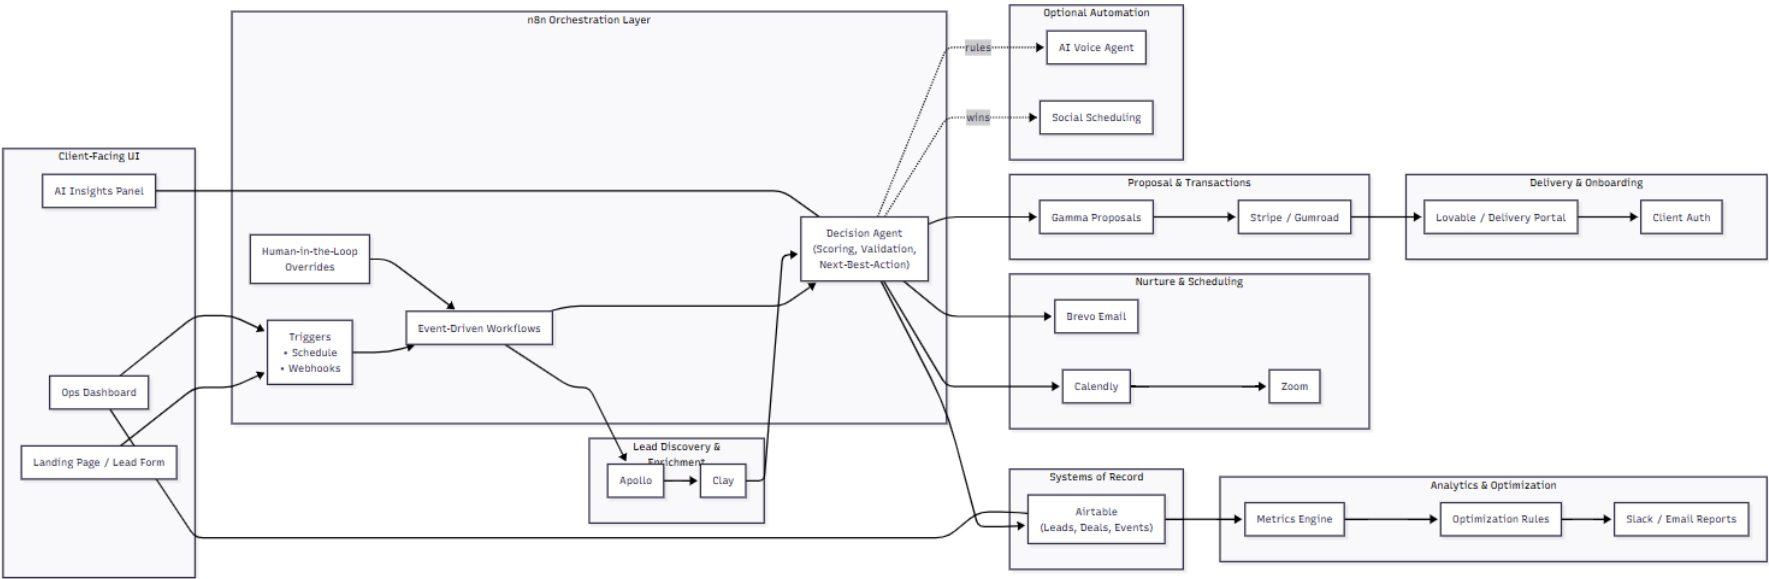 n8n Orchestration Layer
Optional Automation
rules
AI Voice Agent
wins
Social Scheduling
Client-Facing UI
AI Insights Panel
Ops Dashboard
Landing Page / Lead Form
Human-in-the-Loop
Overrides
Triggers
• Schedule
• Webhooks
Event-Driven Workflows
Decision Agent
(Scoring, Validation,
Next-Best-Action)
Lead Discovery &
Enrichment
Apollo
Clay
Proposal & Transactions
Gamma Proposals
Stripe / Gumroad
Delivery & Onboarding
Lovable / Delivery Portal
Client Auth
Nurture & Scheduling
Brevo Email
Calendly
Zoom
Systems of Record
Airtable
(Leads, Deals, Events)
Analytics & Optimization
Metrics Engine
Optimization Rules
Slack / Email Reports